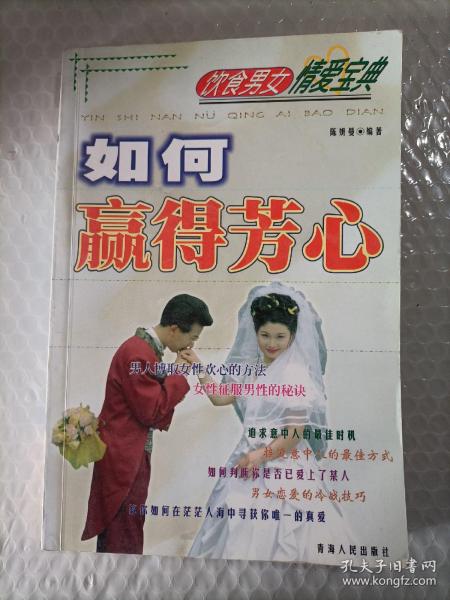 饮食男女 情爱宝典
YIN SHI NAN NÜ QING AI BAO DIAN
陈妍曼 编著
如何
赢得芳心
男人博取女性欢心的方法
女性征服男性的秘诀
追求意中人的最佳时机
意中人的最佳方式
如何判断你是否已爱上了某人
男女恋爱的冷战技巧
你如何在茫茫人海中寻获你唯一的真爱
青海人民出版社
孔夫子旧书网
www.kongfz.com